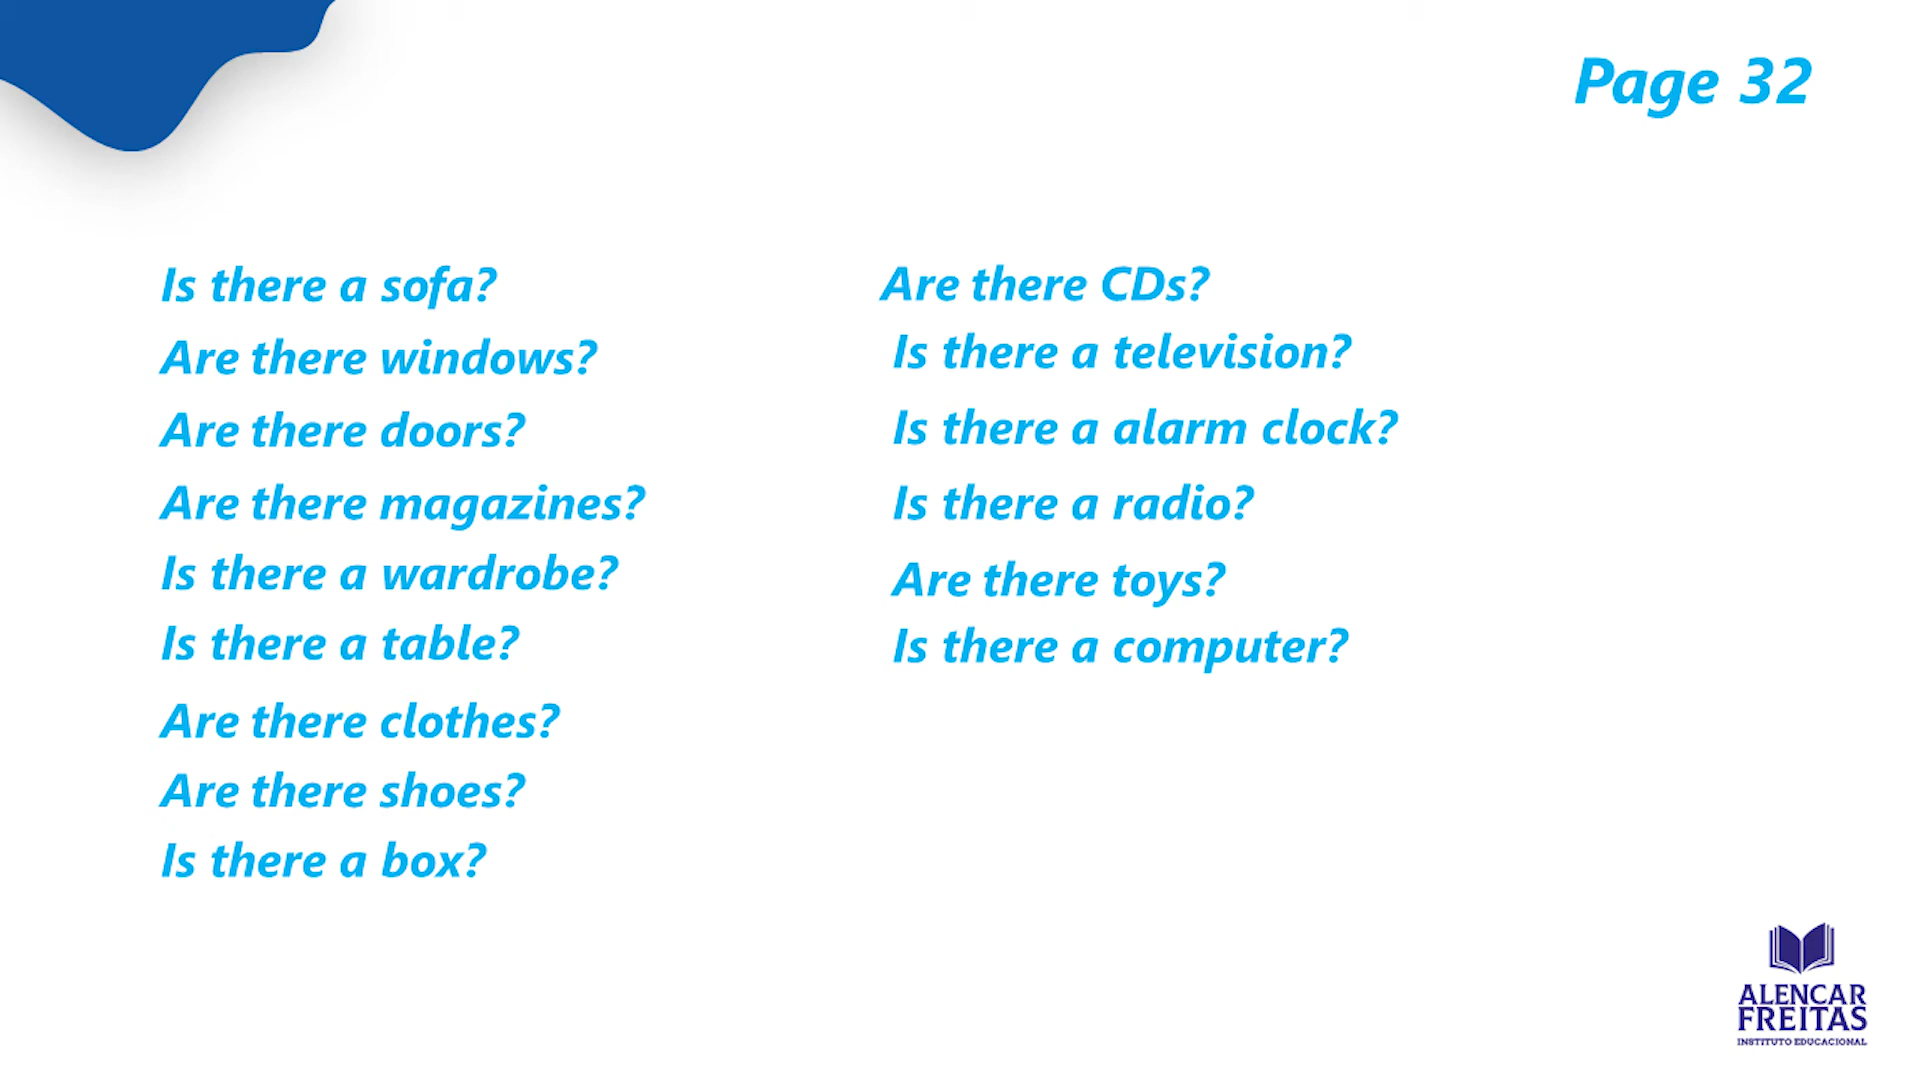 Page 32
Is there a sofa?
Are there windows?
Are there doors?
Are there magazines?
Is there a wardrobe?
Is there a table?
Are there clothes?
Are there shoes?
Is there a box?
Are there CDs?
Is there a television?
Is there a alarm clock?
Is there a radio?
Are there toys?
Is there a computer?
ALENCAR
FREITAS
INSTITUTO EDUCACIONAL